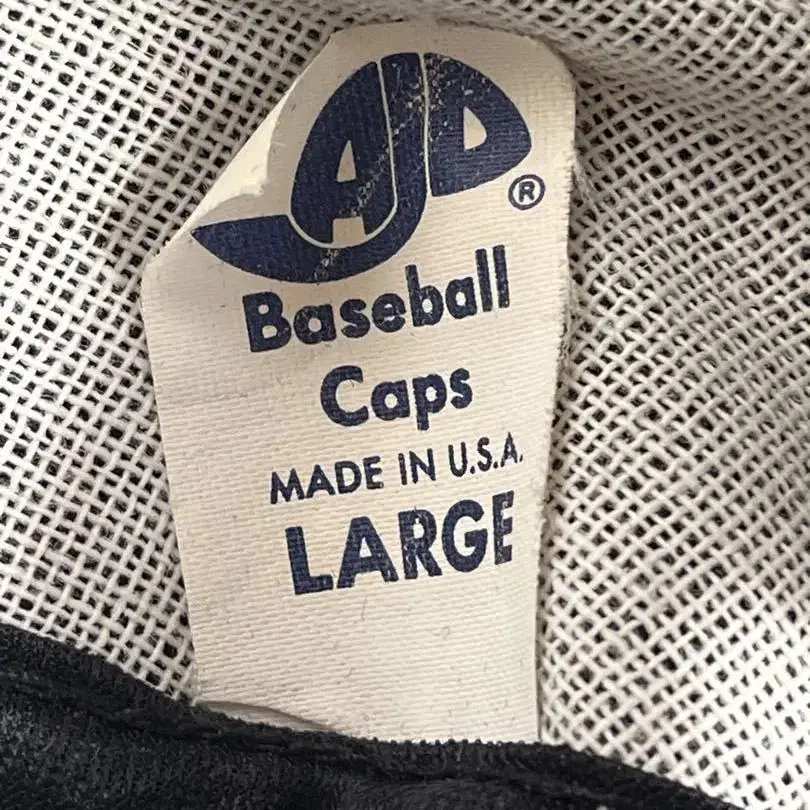 AJD
®
Baseball
Caps
MADE IN U.S.A.
LARGE